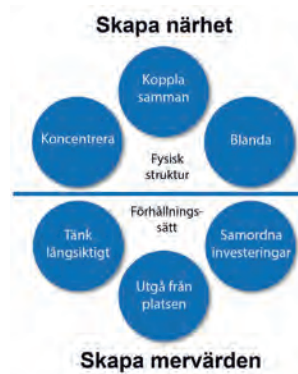 Skapa närhet
Koppla
samman
Koncentrera
Blanda
Fysisk
struktur
Förhållnings-
sätt
Tänk
långsiktigt
Samordna
investeringar
Utgå från
platsen
Skapa mervärden